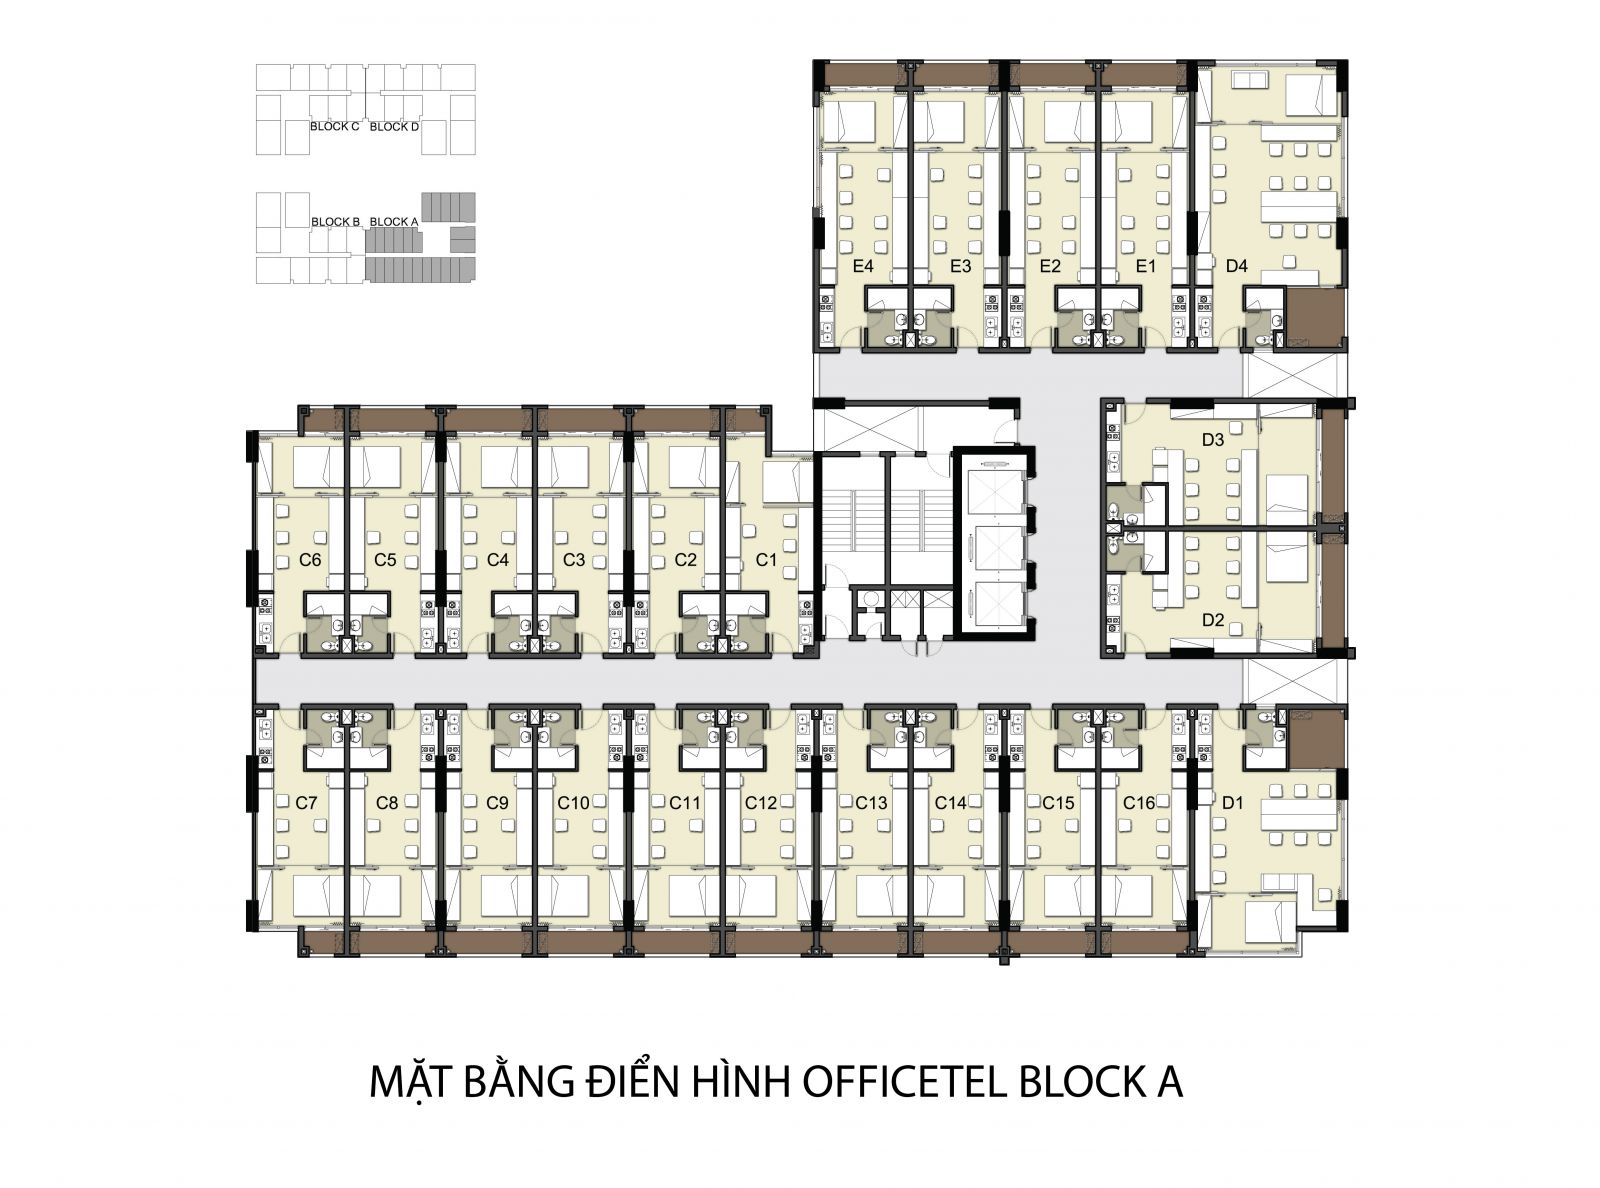 BLOCK C BLOCK D
BLOCK B BLOCK A
E4 E3 E2 E1 D4
D3
C6 C5 C4 C3 C2 C1
D2
C7 C8 C9 C10 C11 C12 C13 C14 C15 C16 D1
MẶT BẰNG ĐIỂN HÌNH OFFICETEL BLOCK A